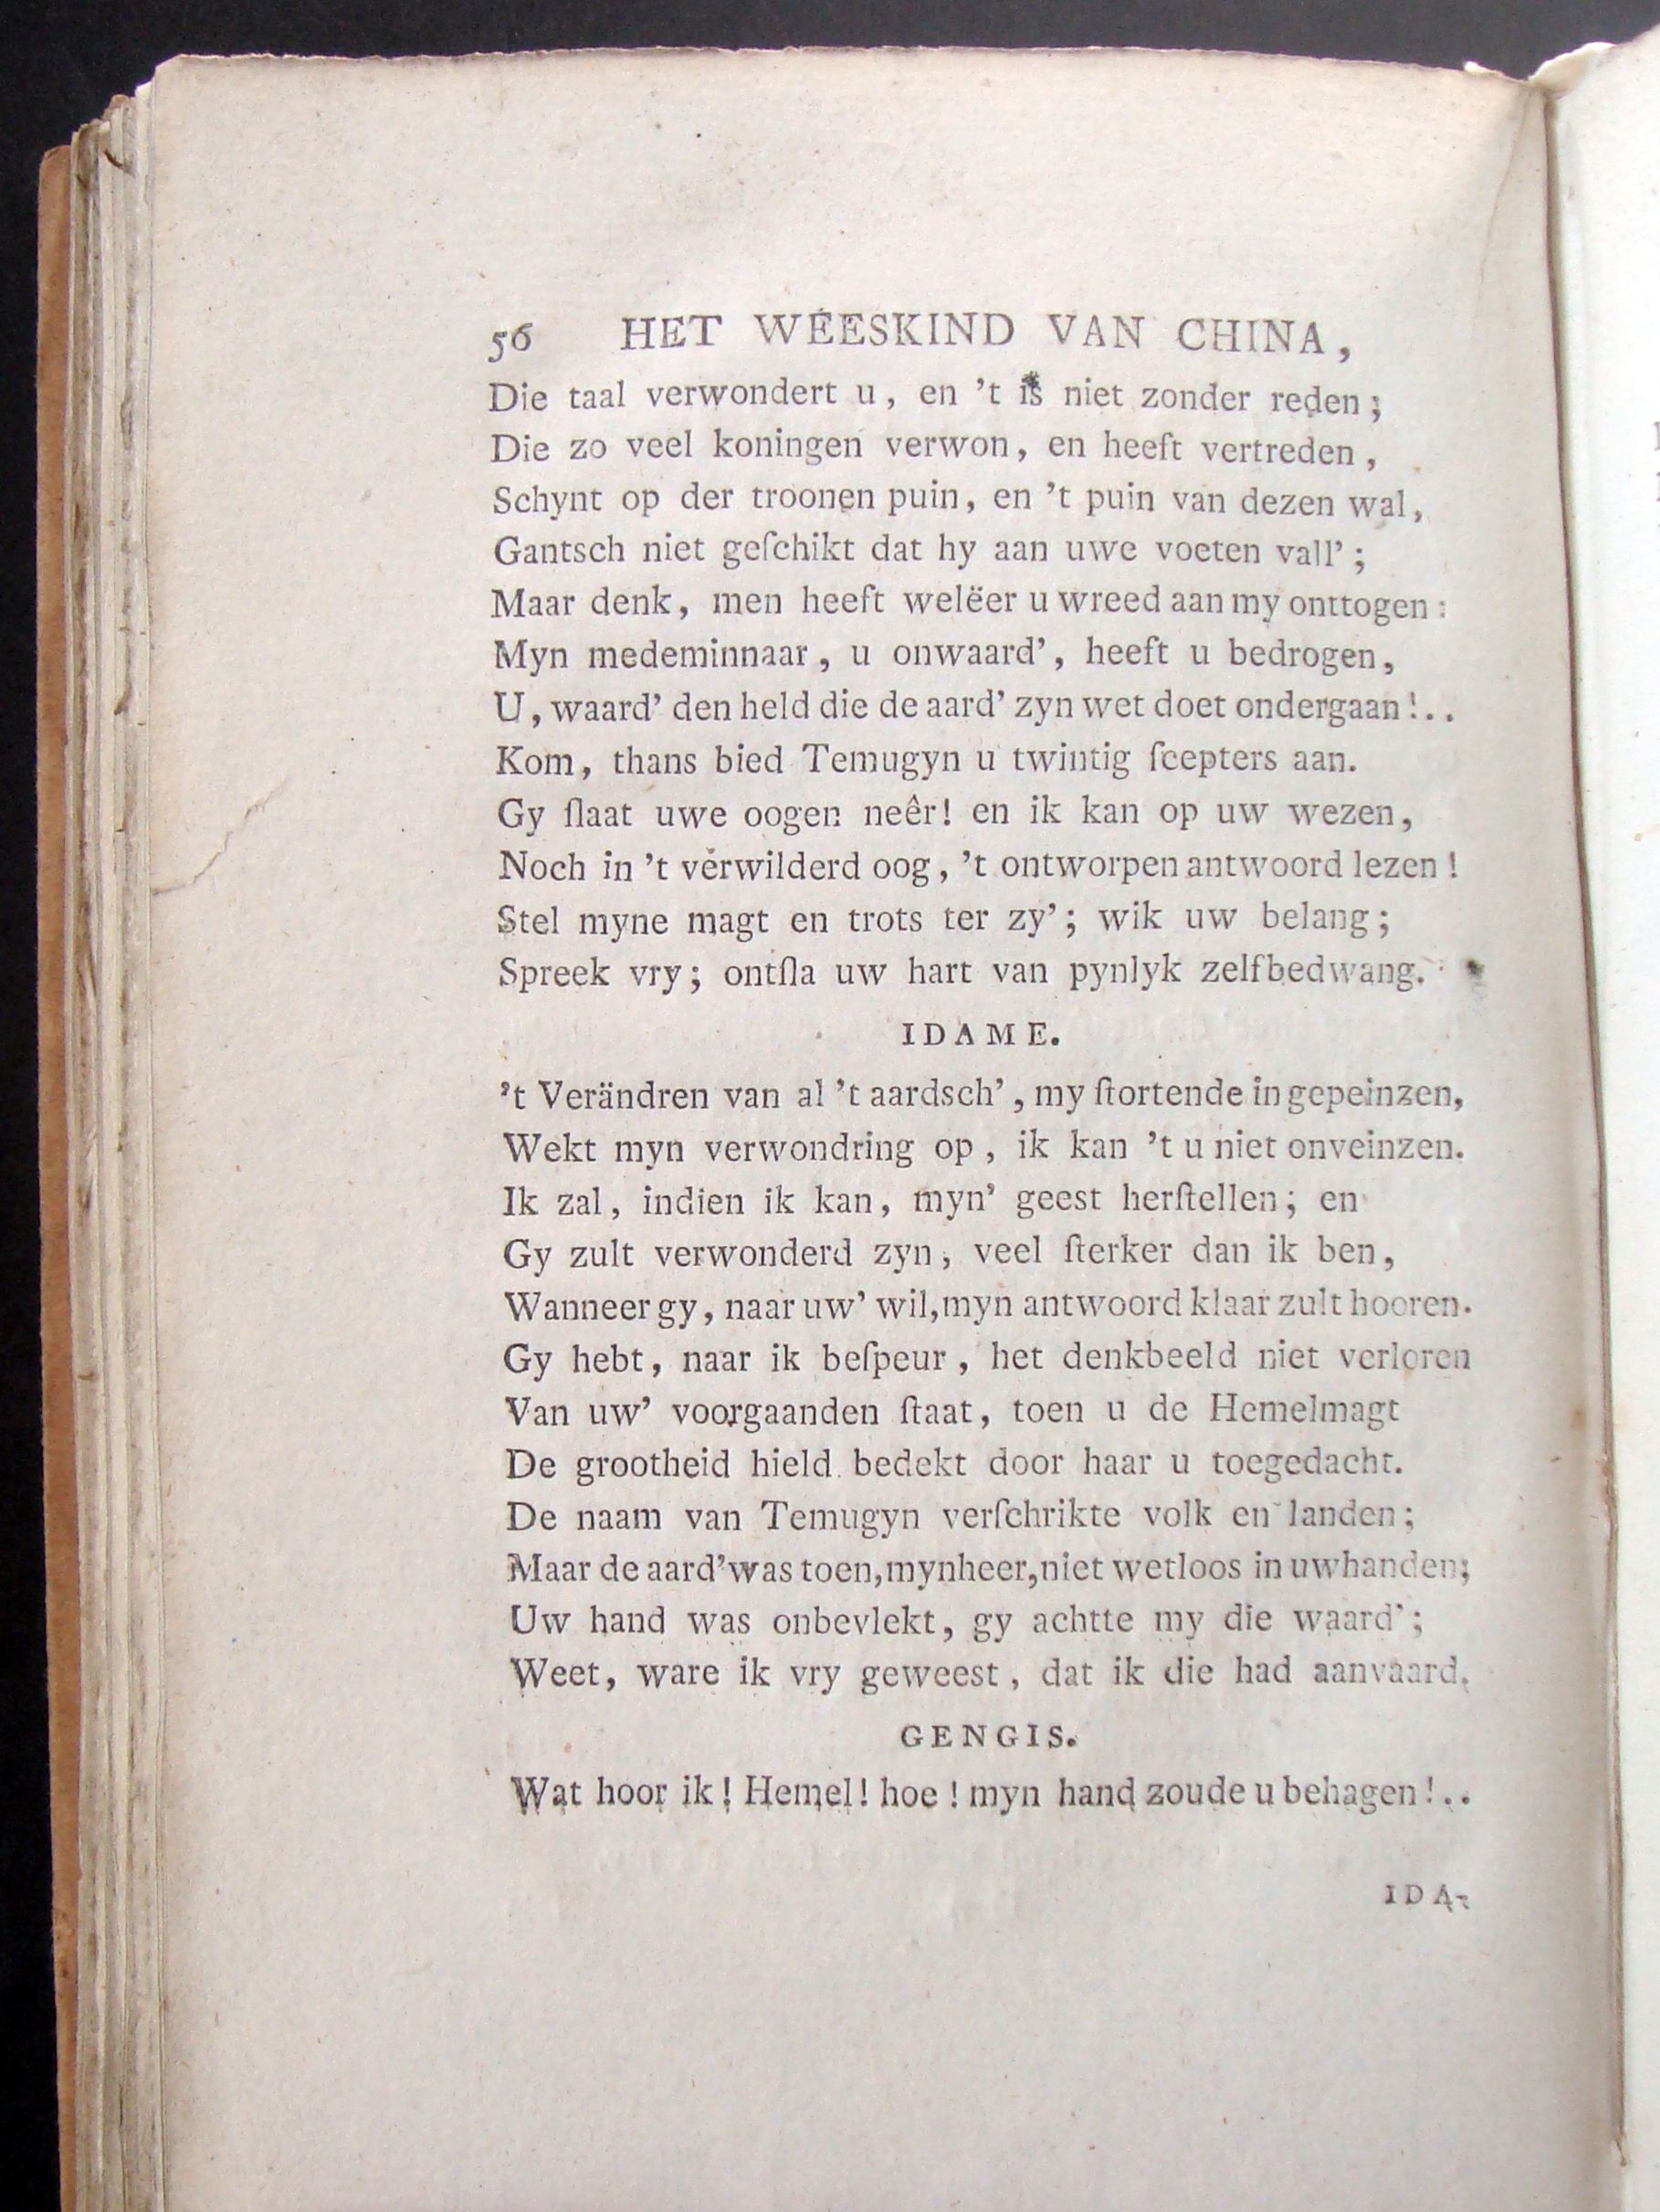 56 HET WÉESKIND VAN CHINA,
Die taal verwondert u, en 't is niet zonder reden;
Die zo veel koningen verwon, en heeft vertreden,
Schynt op der troonen puin, en 't puin van dezen wal,
Gantsch niet geſchikt dat hy aan uwe voeten vall';
Maar denk, men heeft welëer u wreed aan my onttogen:
Myn medeminnaar, u onwaard', heeft u bedrogen,
U, waard' den held die de aard' zyn wet doet ondergaan!..
Kom, thans bied Temugyn u twintig ſcepters aan.
Gy ſlaat uwe oogen neêr! en ik kan op uw wezen,
Noch in 't verwilderd oog, 't ontworpen antwoord lezen!
Stel myne magt en trots ter zy'; wik uw belang;
Spreek vry; ontſla uw hart van pynlyk zelfbedwang.
IDAME.
't Verändren van al 't aardsch', my ſtortende in gepeinzen,
Wekt myn verwondring op, ik kan 't u niet onveinzen.
Ik zal, indien ik kan, myn' geest herſtellen; en
Gy zult verwonderd zyn, veel ſterker dan ik ben,
Wanneer gy, naar uw' wil, myn antwoord klaar zult hooren.
Gy hebt, naar ik beſpeur, het denkbeeld niet verloren
Van uw' voorgaanden ſtaat, toen u de Hemelmagt
De grootheid hield bedekt door haar u toegedacht.
De naam van Temugyn verſchrikte volk en landen;
Maar de aard' was toen, mynheer, niet wetloos in uw handen;
Uw hand was onbevlekt, gy achtte my die waard';
Weet, ware ik vry geweest, dat ik die had aanvaard.
GENGIS.
Wat hoor ik! Hemel! hoe! myn hand zoude u behagen!..
IDA-